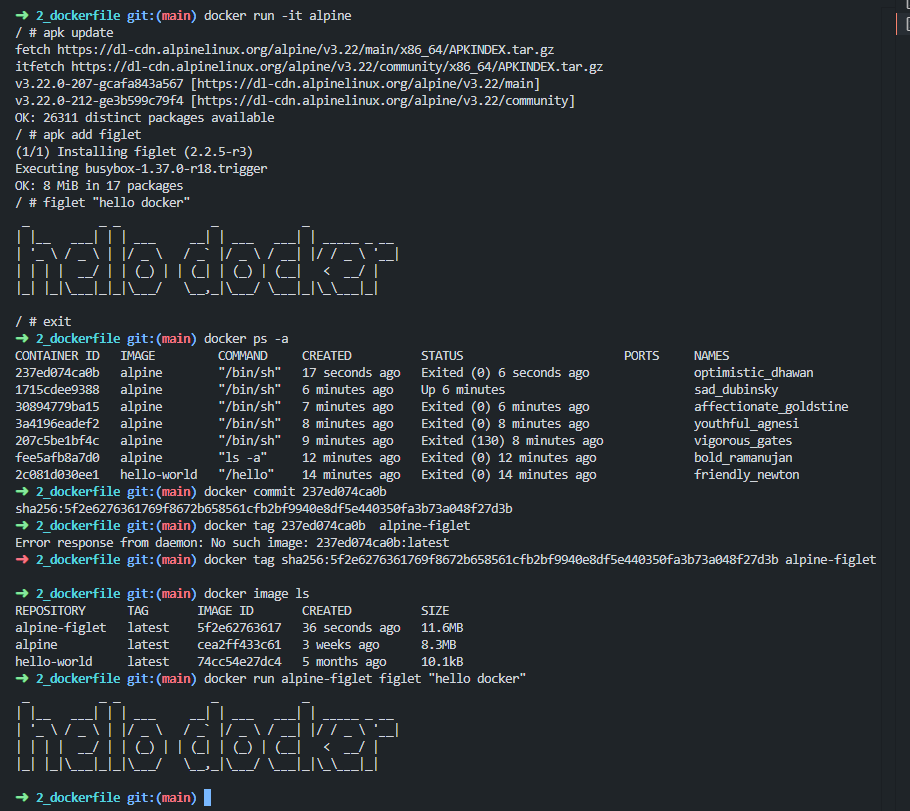 ➜ 2_dockerfile git:(main) docker run -it alpine
/ # apk update
fetch https://dl-cdn.alpinelinux.org/alpine/v3.22/main/x86_64/APKINDEX.tar.gz
itfetch https://dl-cdn.alpinelinux.org/alpine/v3.22/community/x86_64/APKINDEX.tar.gz
v3.22.0-207-gcafa843a567 [https://dl-cdn.alpinelinux.org/alpine/v3.22/main]
v3.22.0-212-ge3b599c79f4 [https://dl-cdn.alpinelinux.org/alpine/v3.22/community]
OK: 26311 distinct packages available
/ # apk add figlet
(1/1) Installing figlet (2.2.5-r3)
Executing busybox-1.37.0-r18.trigger
OK: 8 MiB in 17 packages
/ # figlet "hello docker"
hello docker
/ # exit
➜ 2_dockerfile git:(main) docker ps -a
CONTAINER ID IMAGE COMMAND CREATED STATUS PORTS NAMES
237ed074ca0b alpine "/bin/sh" 17 seconds ago Exited (0) 6 seconds ago optimistic_dhawan
1715cdee9388 alpine "/bin/sh" 6 minutes ago Up 6 minutes sad_dubinsky
30894779ba15 alpine "/bin/sh" 7 minutes ago Exited (0) 6 minutes ago affectionate_goldstine
3a4196eadef2 alpine "/bin/sh" 8 minutes ago Exited (0) 8 minutes ago youthful_agnesi
207c5be1bf4c alpine "/bin/sh" 9 minutes ago Exited (130) 8 minutes ago vigorous_gates
fee5afb8a7d0 alpine "ls -a" 12 minutes ago Exited (0) 12 minutes ago bold_ramanujan
2c081d030ee1 hello-world "/hello" 14 minutes ago Exited (0) 14 minutes ago friendly_newton
➜ 2_dockerfile git:(main) docker commit 237ed074ca0b
sha256:5f2e6276361769f8672b658561cfb2bf9940e8df5e440350fa3b73a048f27d3b
➜ 2_dockerfile git:(main) docker tag 237ed074ca0b alpine-figlet
Error response from daemon: No such image: 237ed074ca0b:latest
➜ 2_dockerfile git:(main) docker tag sha256:5f2e6276361769f8672b658561cfb2bf9940e8df5e440350fa3b73a048f27d3b alpine-figlet
➜ 2_dockerfile git:(main) docker image ls
REPOSITORY TAG IMAGE ID CREATED SIZE
alpine-figlet latest 5f2e62763617 36 seconds ago 11.6MB
alpine latest cea2ff433c61 3 weeks ago 8.3MB
hello-world latest 74cc54e27dc4 5 months ago 10.1kB
➜ 2_dockerfile git:(main) docker run alpine-figlet figlet "hello docker"
hello docker
➜ 2_dockerfile git:(main)